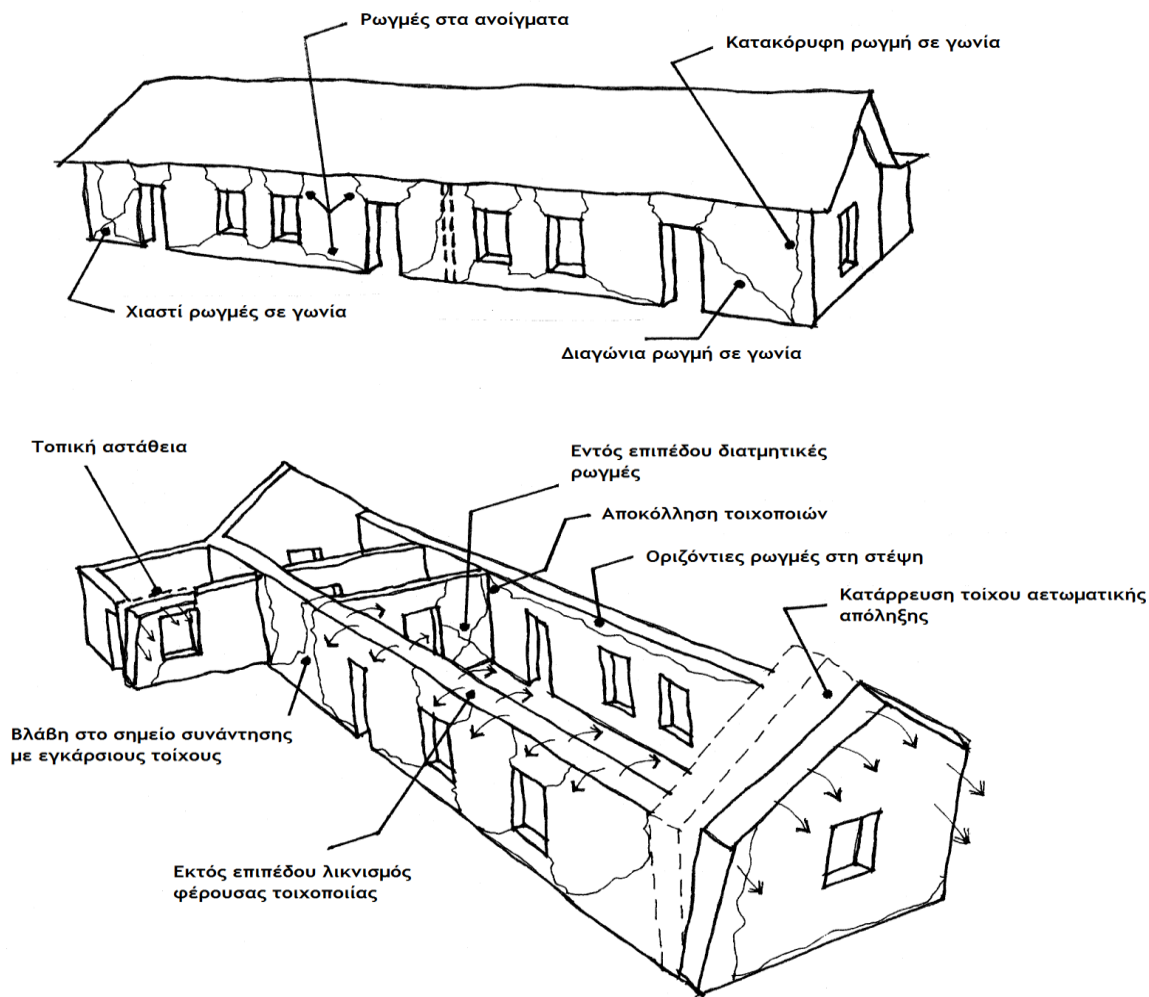 Ρωγμές στα ανοίγματα
Κατακόρυφη ρωγμή σε γωνία
Χιαστί ρωγμές σε γωνία
Διαγώνια ρωγμή σε γωνία
Τοπική αστάθεια
Εντός επιπέδου διατμητικές
ρωγμές
Αποκόλληση τοιχοποιών
Οριζόντιες ρωγμές στη στέψη
Κατάρρευση τοίχου αετωματικής
απόληξης
Βλάβη στο σημείο συνάντησης
με εγκάρσιους τοίχους
Εκτός επιπέδου λικνισμός
φέρουσας τοιχοποιίας